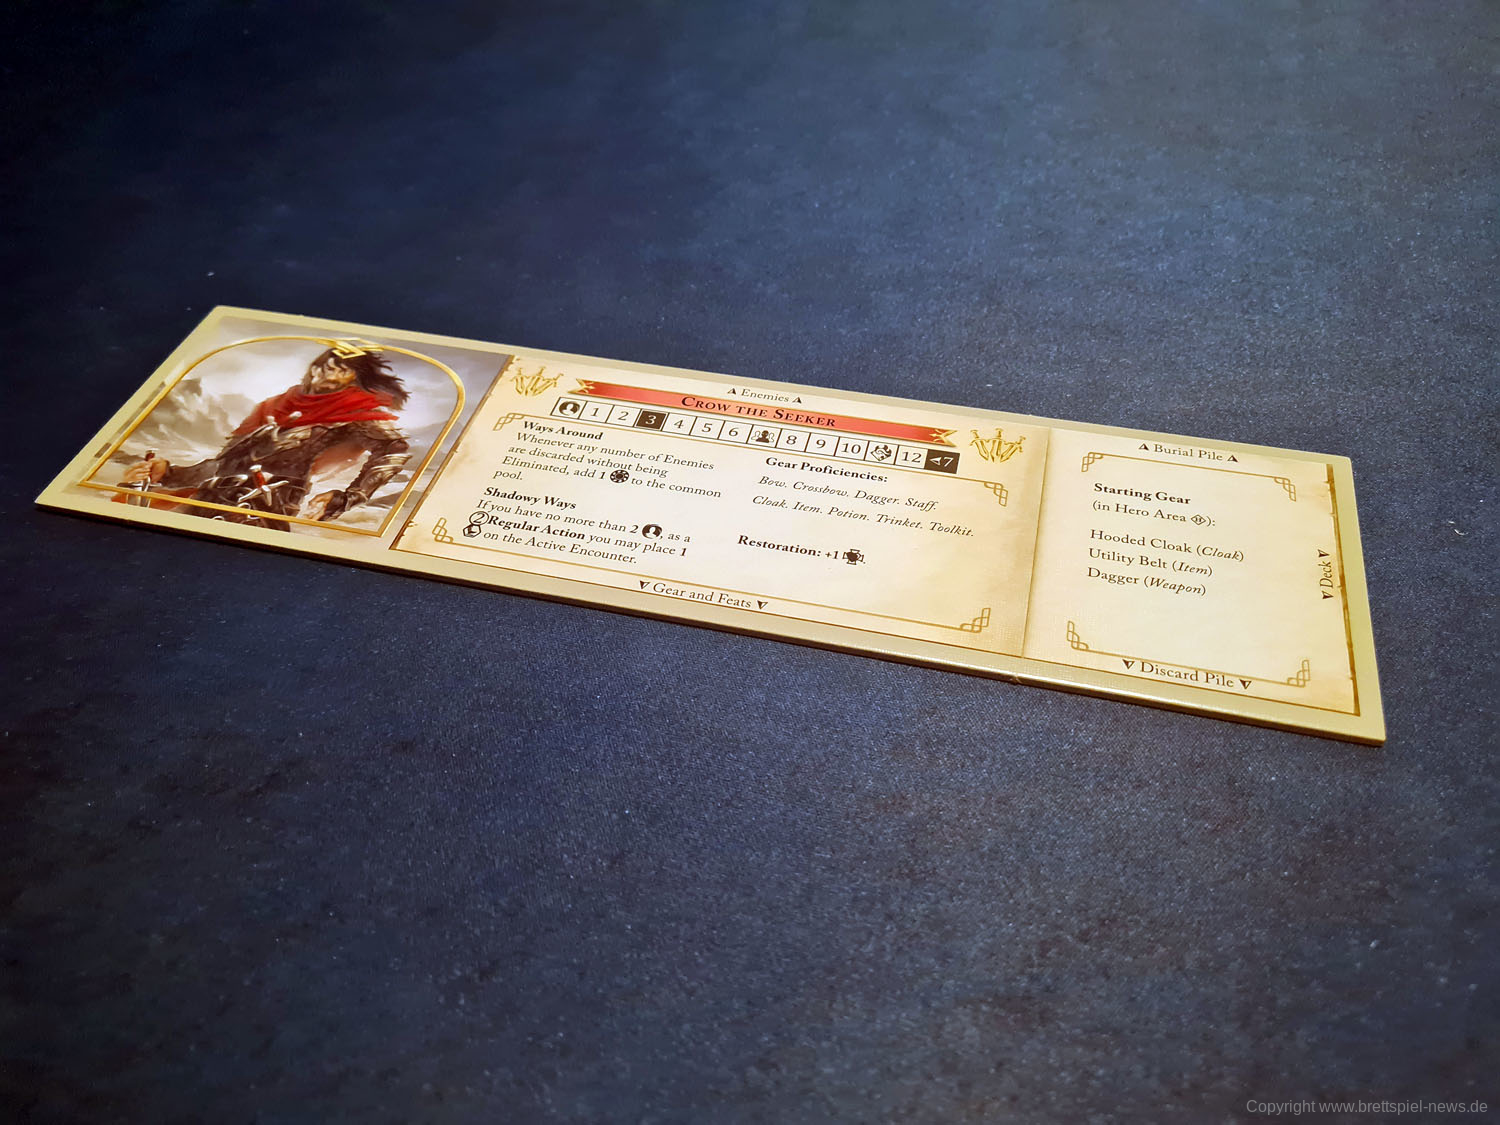 Enemies
Crow the Seeker
1 2 3 4 5 6 8 9 10 12 7
Ways Around
Whenever any number of Enemies
are discarded without being
Eliminated, add 1 to the common
pool.
Shadowy Ways
If you have no more than 2 , as a
2 Regular Action you may place 1
on the Active Encounter.
Gear Proficiencies:
Bow. Crossbow. Dagger. Staff.
Cloak. Item. Potion. Trinket. Toolkit.
Restoration: +1 .
Gear and Feats
Burial Pile
Starting Gear
(in Hero Area H):
Hooded Cloak (Cloak)
Utility Belt (Item)
Dagger (Weapon)
Deck
Discard Pile
Copyright www.brettspiel-news.de